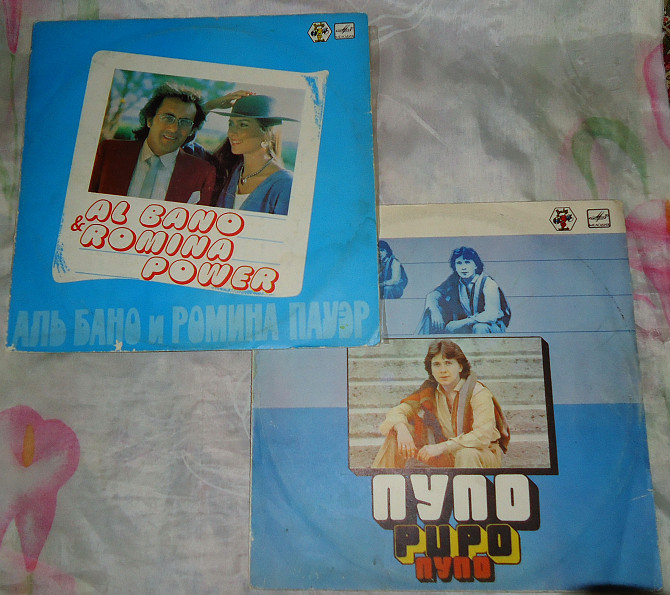 AL BANO
& ROMINA
POWER
АЛЬ БАНО и РОМИНА ПАУЭР
ПУПО
PUPO
ПУПО